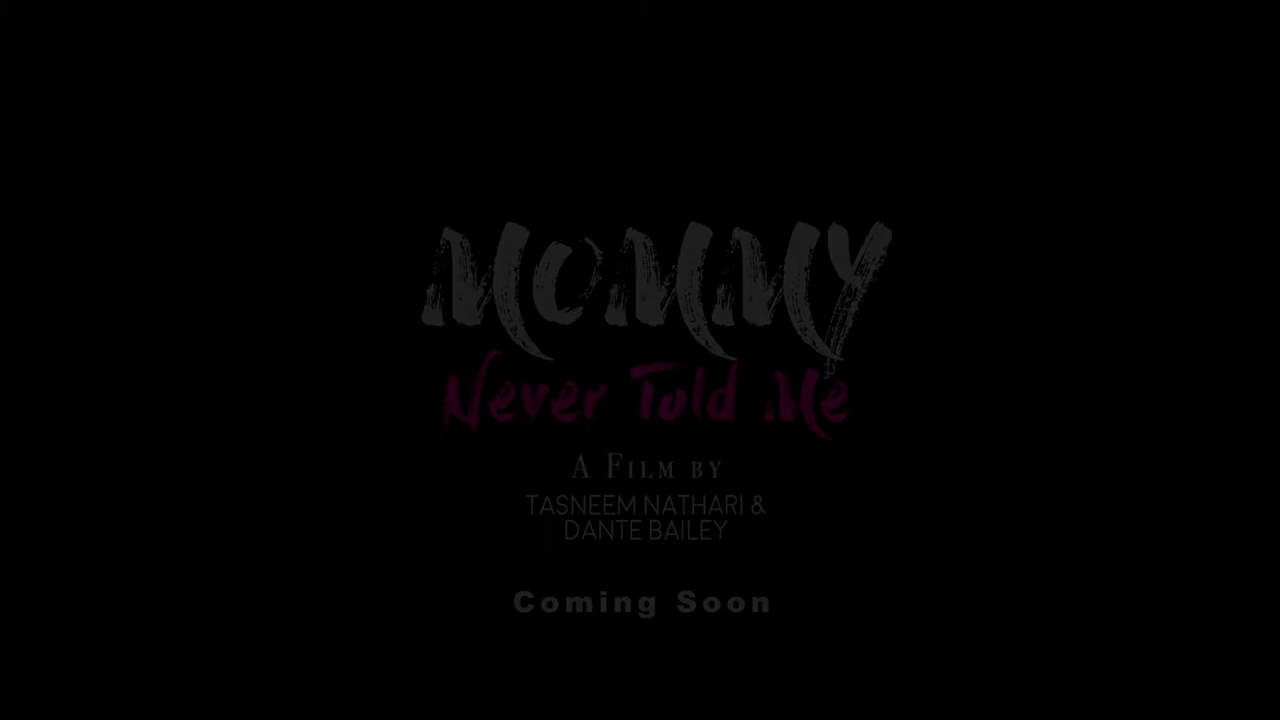 MOMMY
Never Told Me
A FILM BY
TASNEEM NATHARI &
DANTE BAILEY
Coming Soon